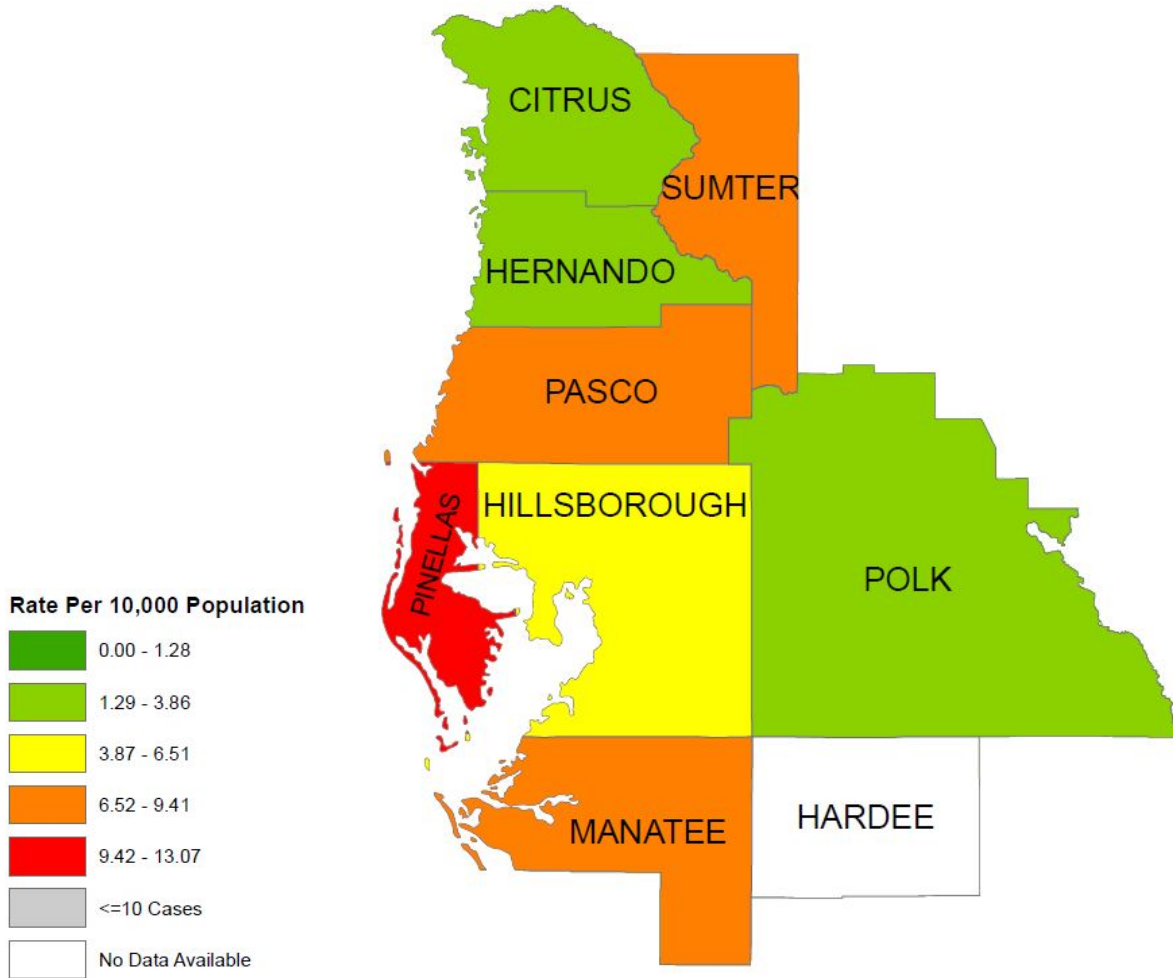 CITRUS
SUMTER
HERNANDO
PASCO
HILLSBOROUGH
PINELLAS
POLK
MANATEE
HARDEE
Rate Per 10,000 Population
0.00 - 1.28
1.29 - 3.86
3.87 - 6.51
6.52 - 9.41
9.42 - 13.07
<=10 Cases
No Data Available